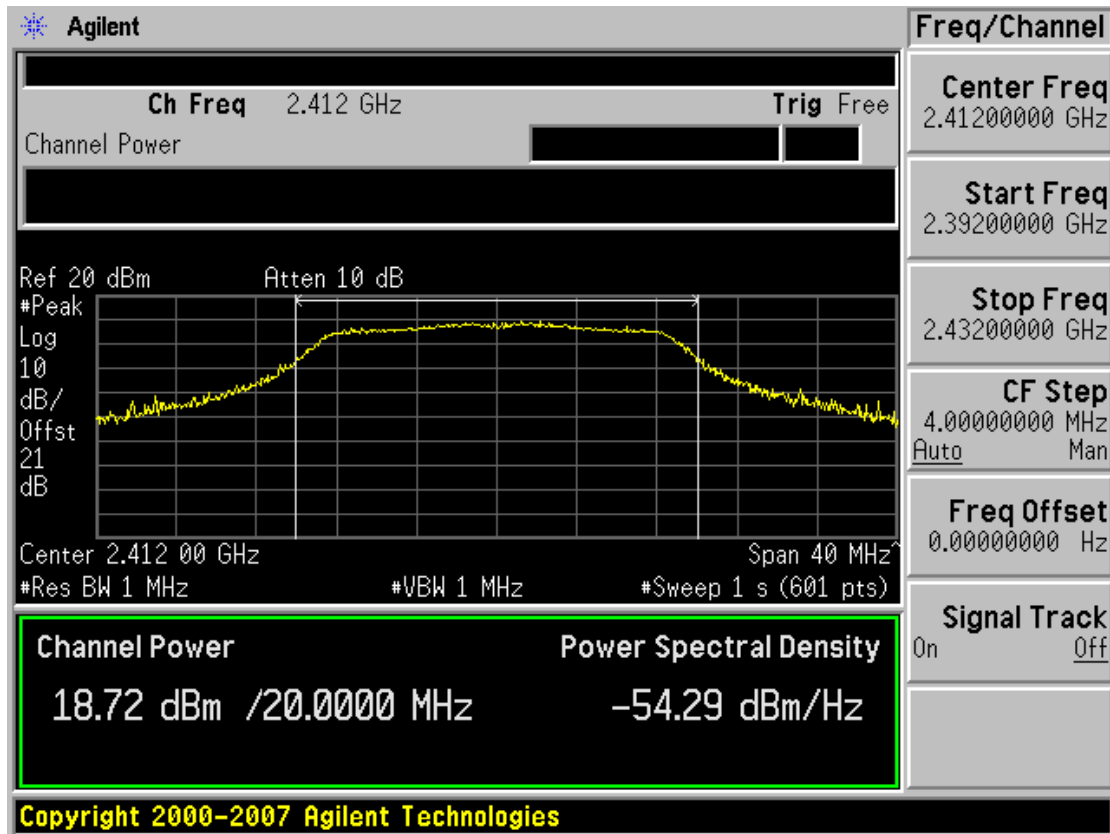 Agilent
Ch Freq 2.412 GHz Trig Free
Channel Power
Ref 20 dBm Atten 10 dB
#Peak
Log
10
dB/
Offst
21
dB
Center 2.412 00 GHz Span 40 MHz^
#Res BW 1 MHz #VBW 1 MHz #Sweep 1 s (601 pts)
Channel Power Power Spectral Density
18.72 dBm /20.0000 MHz -54.29 dBm/Hz
Copyright 2000-2007 Agilent Technologies
Freq/Channel
Center Freq
2.41200000 GHz
Start Freq
2.39200000 GHz
Stop Freq
2.43200000 GHz
CF Step
4.00000000 MHz
Auto Man
Freq Offset
0.00000000 Hz
Signal Track
On Off